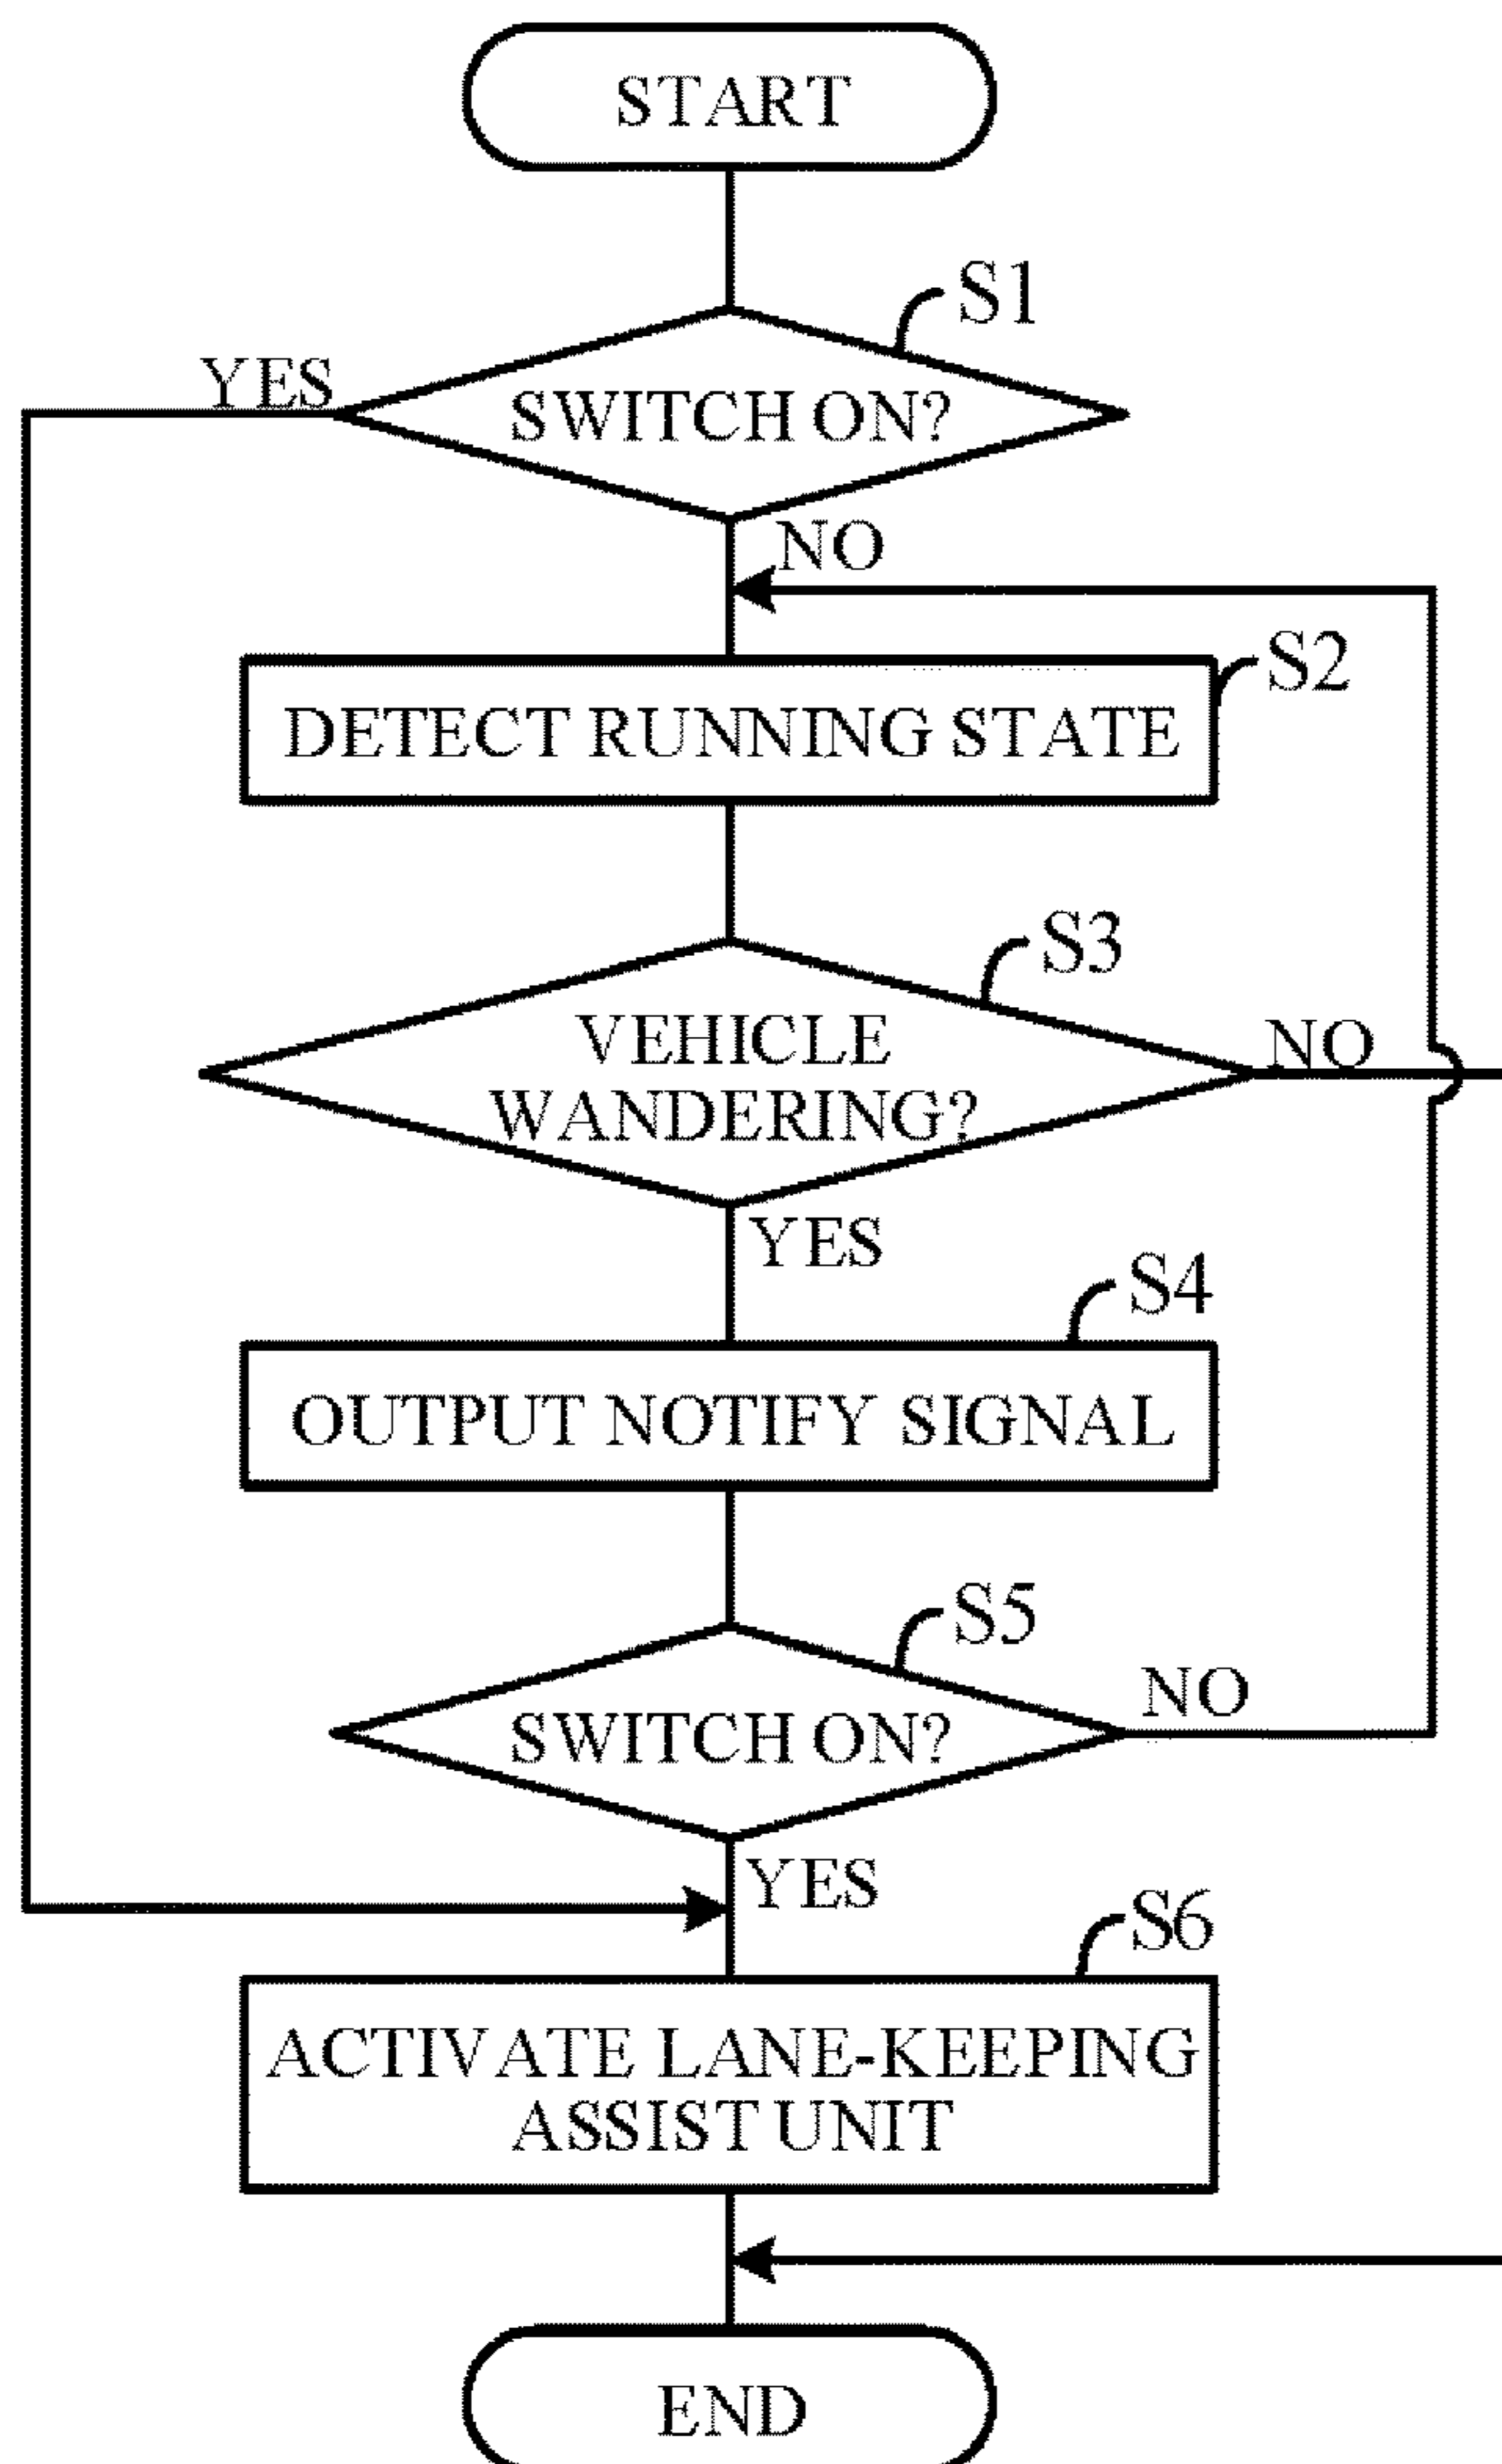 START
S1
YES
SWITCH ON?
NO
S2
DETECT RUNNING STATE
S3
VEHICLE
WANDERING?
NO
YES
S4
OUTPUT NOTIFY SIGNAL
S5
SWITCH ON?
NO
YES
S6
ACTIVATE LANE-KEEPING
ASSIST UNIT
END